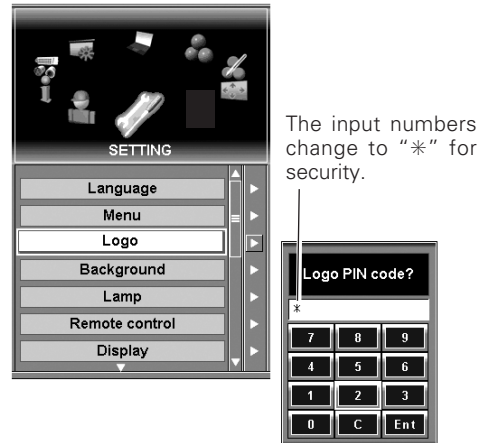 SETTING
Language
Menu
Logo
Background
Lamp
Remote control
Display
The input numbers
change to “✳” for
security.
Logo PIN code?
✳
7 8 9
4 5 6
1 2 3
0 C Ent